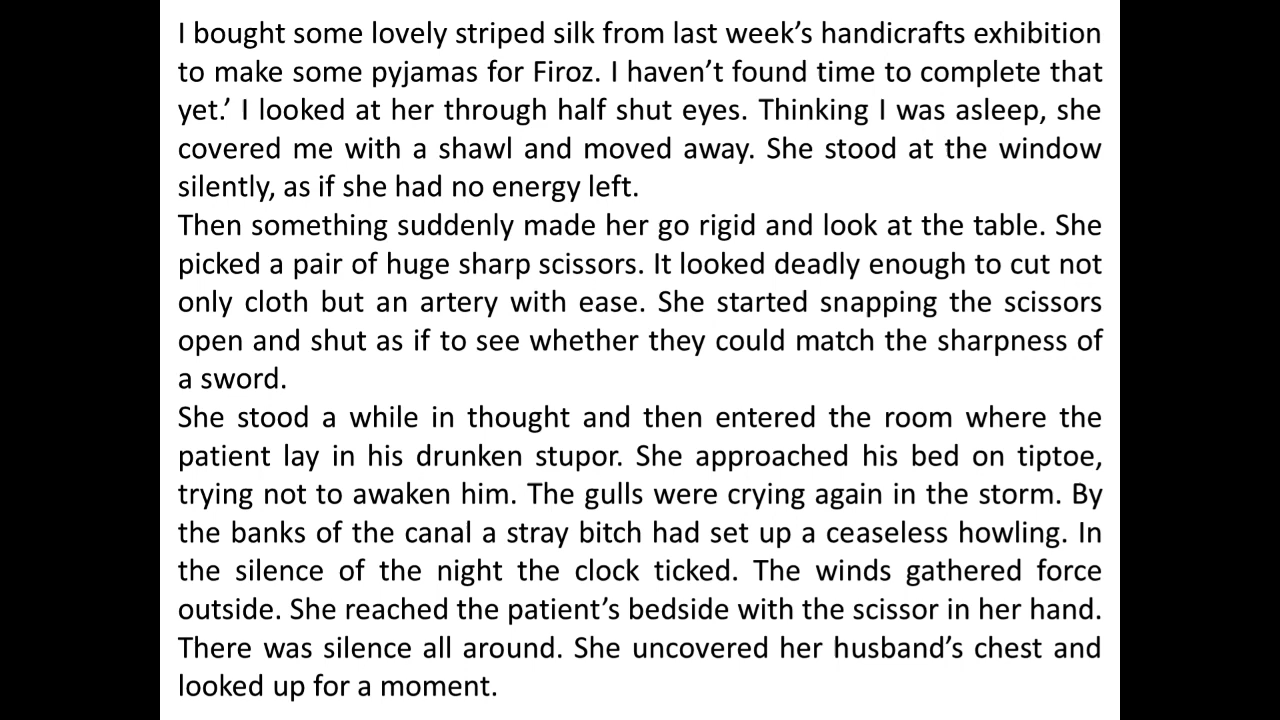 I bought some lovely striped silk from last week’s handicrafts exhibition
to make some pyjamas for Firoz. I haven’t found time to complete that
yet.’ I looked at her through half shut eyes. Thinking I was asleep, she
covered me with a shawl and moved away. She stood at the window
silently, as if she had no energy left.
Then something suddenly made her go rigid and look at the table. She
picked a pair of huge sharp scissors. It looked deadly enough to cut not
only cloth but an artery with ease. She started snapping the scissors
open and shut as if to see whether they could match the sharpness of
a sword.
She stood a while in thought and then entered the room where the
patient lay in his drunken stupor. She approached his bed on tiptoe,
trying not to awaken him. The gulls were crying again in the storm. By
the banks of the canal a stray bitch had set up a ceaseless howling. In
the silence of the night the clock ticked. The winds gathered force
outside. She reached the patient’s bedside with the scissor in her hand.
There was silence all around. She uncovered her husband’s chest and
looked up for a moment.